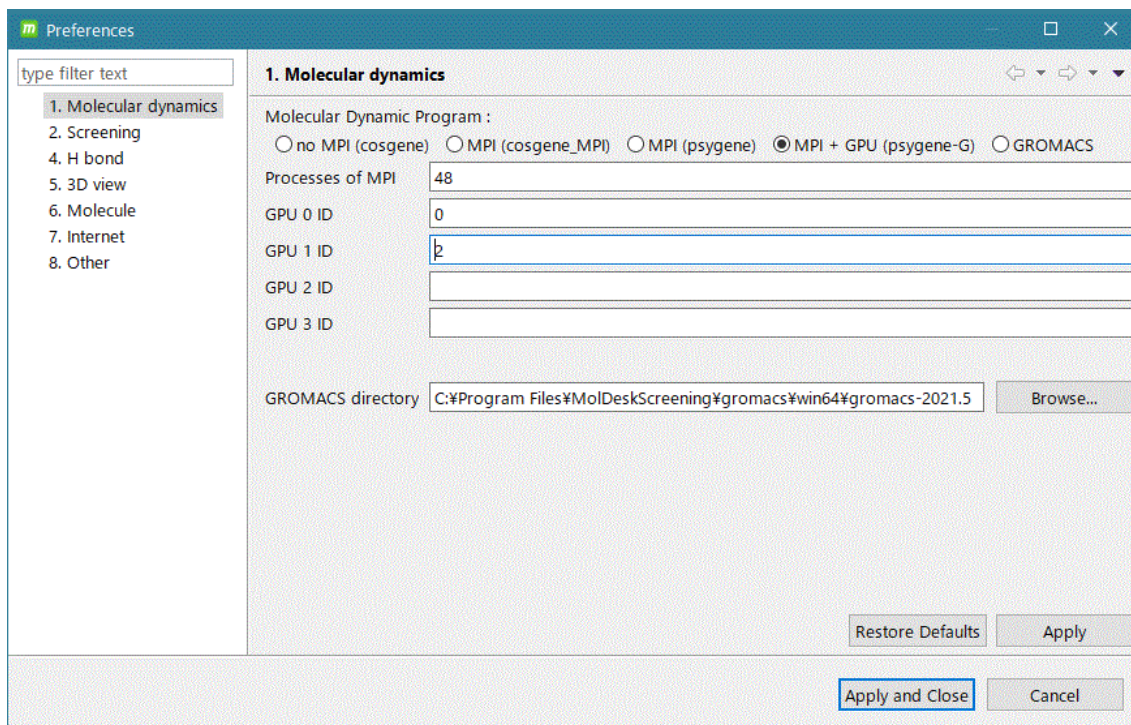 Preferences
type filter text
1. Molecular dynamics
2. Screening
4. H bond
5. 3D view
6. Molecule
7. Internet
8. Other
1. Molecular dynamics
Molecular Dynamic Program :
no MPI (cosgene) MPI (cosgene_MPI) MPI (psygene) MPI + GPU (psygene-G) GROMACS
Processes of MPI 48
GPU 0 ID 0
GPU 1 ID 2
GPU 2 ID
GPU 3 ID
GROMACS directory C:¥Program Files¥MolDeskScreening¥gromacs¥win64¥gromacs-2021.5 Browse...
Restore Defaults Apply
Apply and Close Cancel